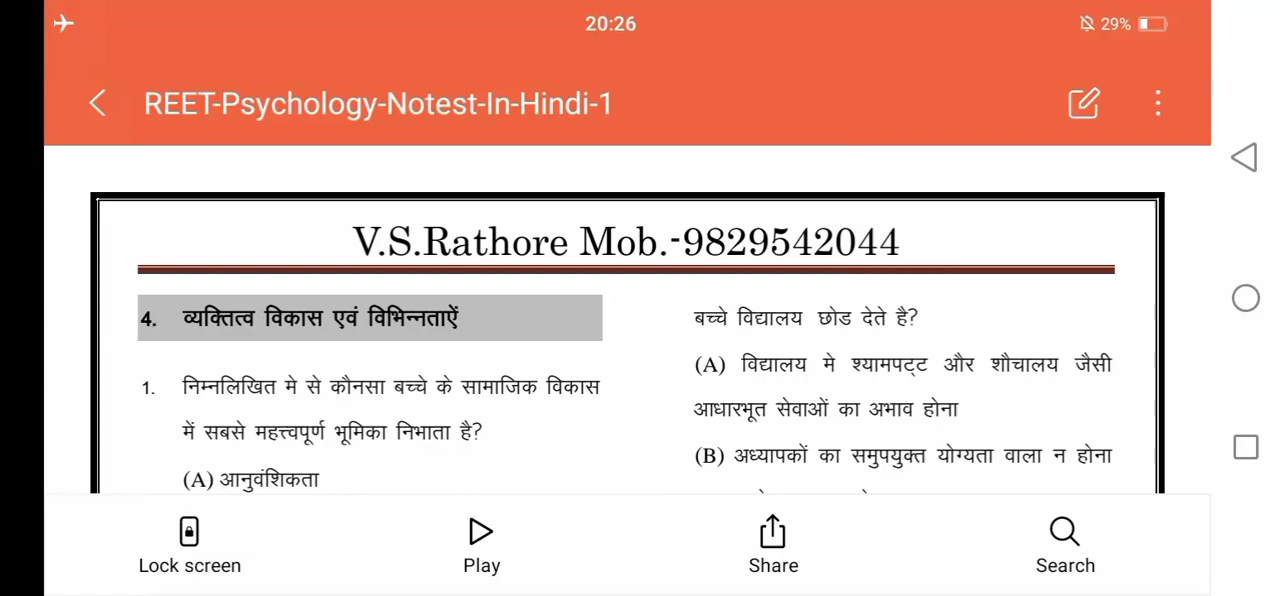 20:26
29%
REET-Psychology-Notest-In-Hindi-1
V.S.Rathore Mob.-9829542044
4. व्यक्तित्व विकास एवं विभिन्नताऐं
1. निम्नलिखित मे से कौनसा बच्चे के सामाजिक विकास
में सबसे महत्त्वपूर्ण भूमिका निभाता है?
(A) आनुवंशिकता
बच्चे विद्यालय छोड देते है?
(A) विद्यालय मे श्यामपट्ट और शौचालय जैसी
आधारभूत सेवाओं का अभाव होना
(B) अध्यापकों का समुपयुक्त योग्यता वाला न होना
Lock screen
Play
Share
Search